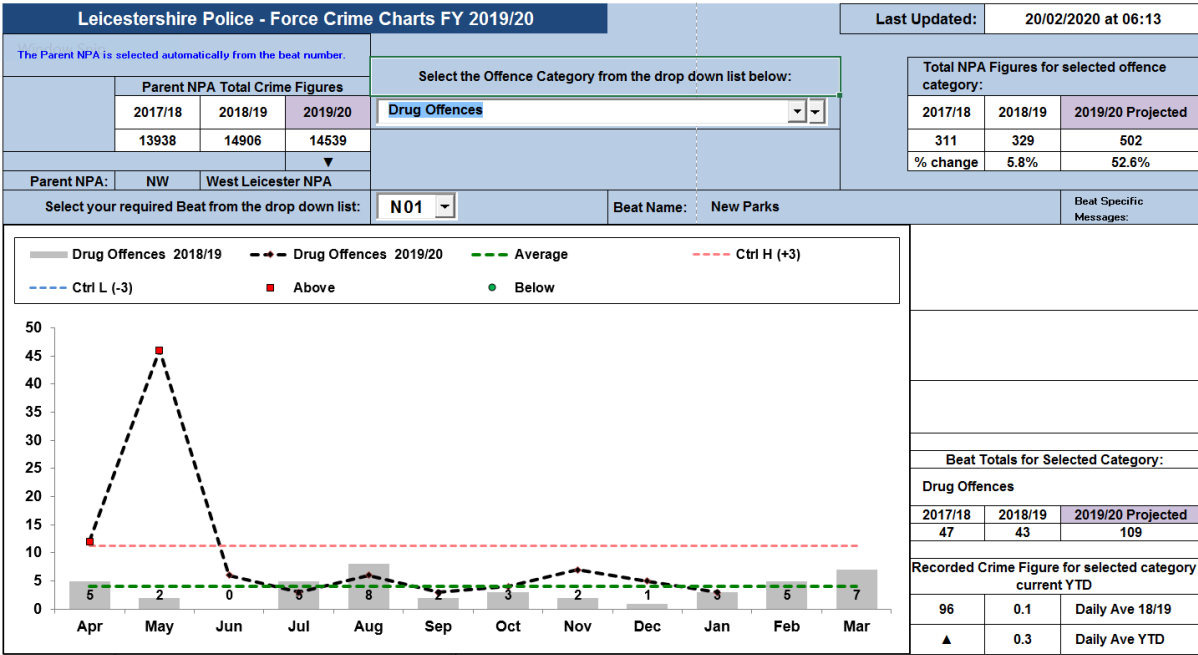 Leicestershire Police - Force Crime Charts FY 2019/20
Last Updated: 20/02/2020 at 06:13
The Parent NPA is selected automatically from the beat number.
Select the Offence Category from the drop down list below:
Drug Offences
Parent NPA Total Crime Figures
2017/18 2018/19 2019/20
13938 14906 14539
▼
Parent NPA: NW West Leicester NPA
Total NPA Figures for selected offence
category:
2017/18 2018/19 2019/20 Projected
311 329 502
% change 5.8% 52.6%
Select your required Beat from the drop down list: N01 Beat Name: New Parks
Beat Specific
Messages:
Drug Offences 2018/19 Drug Offences 2019/20 Average Ctrl H (+3)
Ctrl L (-3) Above Below
50
45
40
35
30
25
20
15
10
5
0
5 2 0 5 8 2 3 2 1 3 5 7
Apr May Jun Jul Aug Sep Oct Nov Dec Jan Feb Mar
Beat Totals for Selected Category:
Drug Offences
2017/18 2018/19 2019/20 Projected
47 43 109
Recorded Crime Figure for selected category
current YTD
96 0.1 Daily Ave 18/19
▲ 0.3 Daily Ave YTD